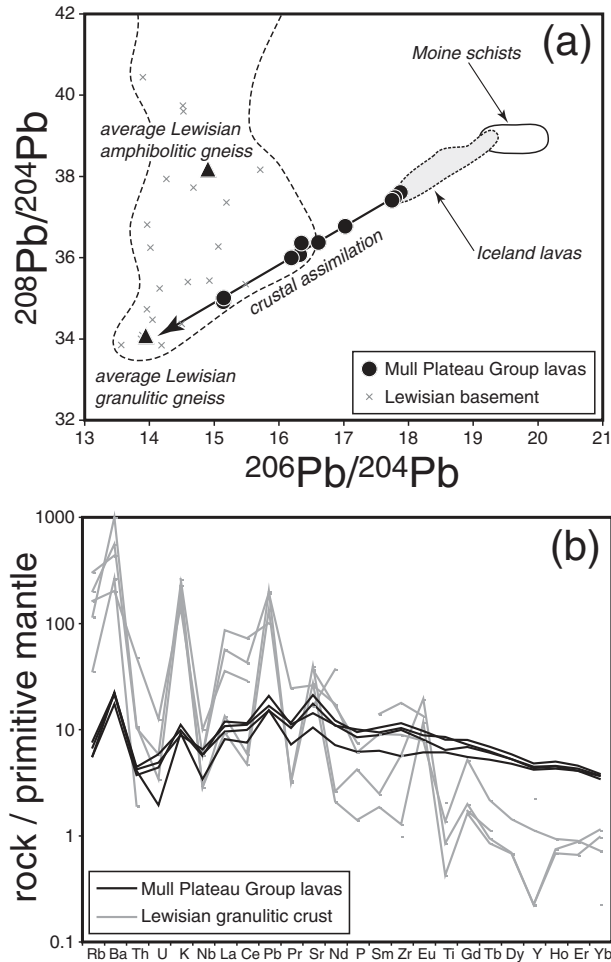 (a)
42
40
38
36
34
32
208Pb/204Pb
Moine schists
average Lewisian
amphibolitic gneiss
Iceland lavas
crustal assimilation
average Lewisian
granulitic gneiss
Mull Plateau Group lavas
Lewisian basement
13 14 15 16 17 18 19 20 21
206Pb/204Pb
(b)
1000
100
10
1
0.1
rock / primitive mantle
Mull Plateau Group lavas
Lewisian granulitic crust
Rb Ba Th U K Nb La Ce Pb Pr Sr Nd P Sm Zr Eu Ti Gd Tb Dy Y Ho Er Yb